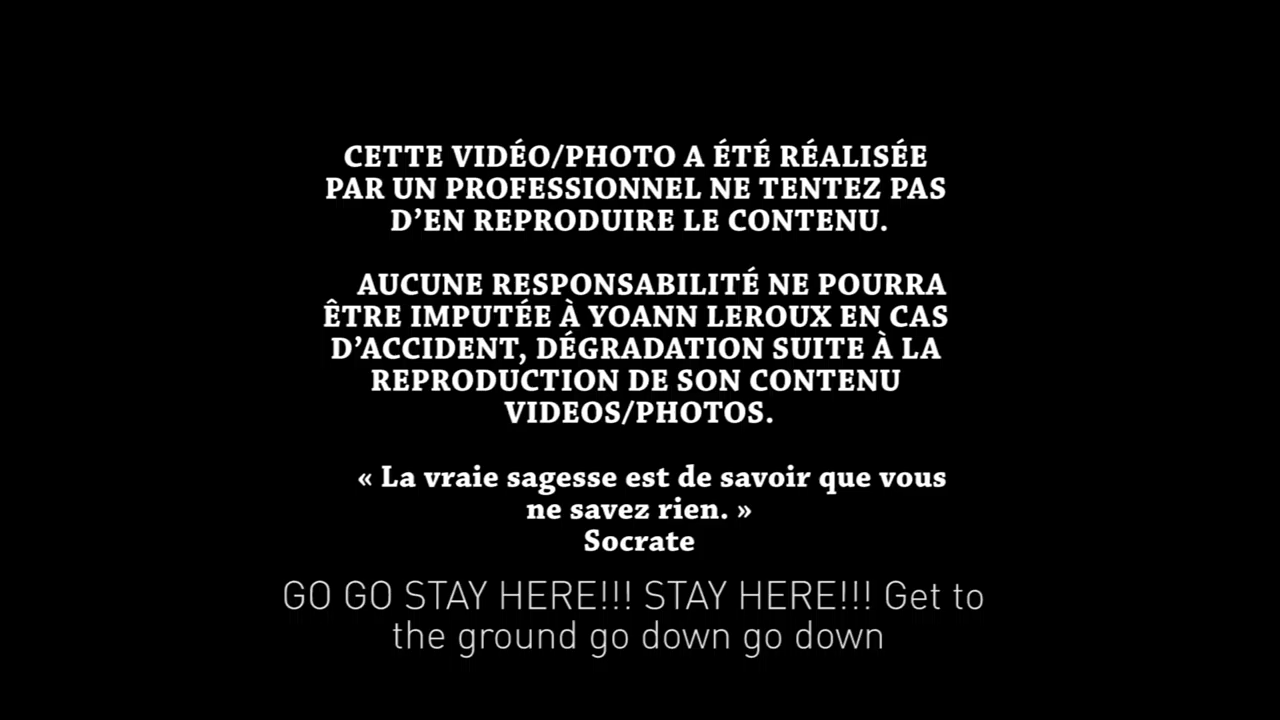 CETTE VIDÉO/PHOTO A ÉTÉ RÉALISÉE
PAR UN PROFESSIONNEL NE TENTEZ PAS
D’EN REPRODUIRE LE CONTENU.
AUCUNE RESPONSABILITÉ NE POURRA
ÊTRE IMPUTÉE À YOANN LEROUX EN CAS
D’ACCIDENT, DÉGRADATION SUITE À LA
REPRODUCTION DE SON CONTENU
VIDEOS/PHOTOS.
« La vraie sagesse est de savoir que vous
ne savez rien. »
Socrate
GO GO STAY HERE!!! STAY HERE!!! Get to
the ground go down go down